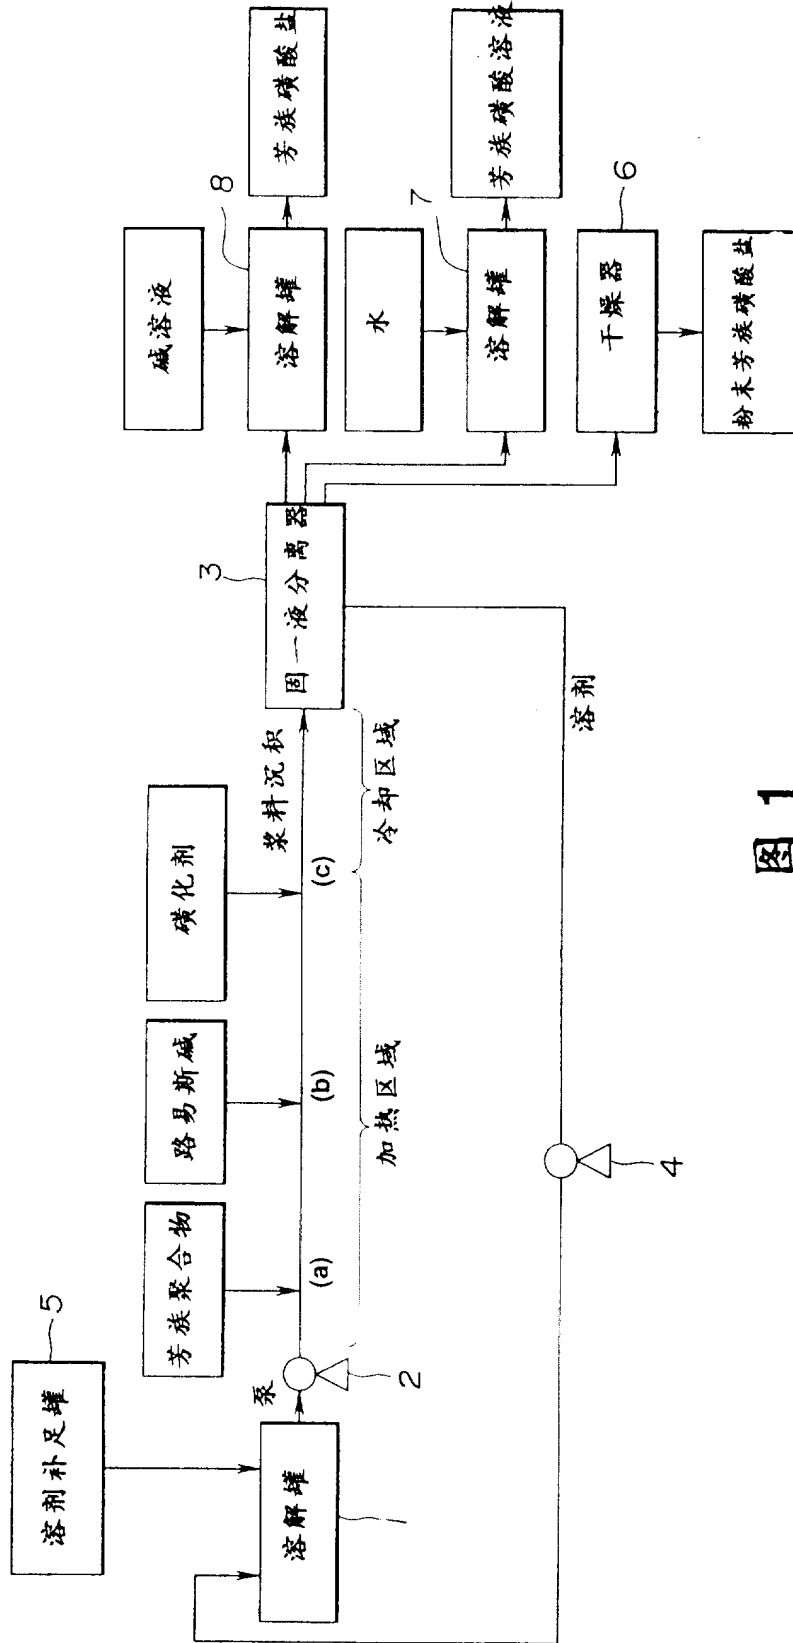 溶剂补足罐
5
溶解罐
1
泵
2
芳族聚合物
(a)
路易斯碱
(b)
磺化剂
(c)
加热区域
冷却区域
浆料沉积
固一液分离器
3
溶剂
4
碱溶液
溶解罐
8
芳族磺酸盐
水
溶解罐
7
芳族磺酸溶液
干燥器
6
粉末芳族磺酸盐
图 1